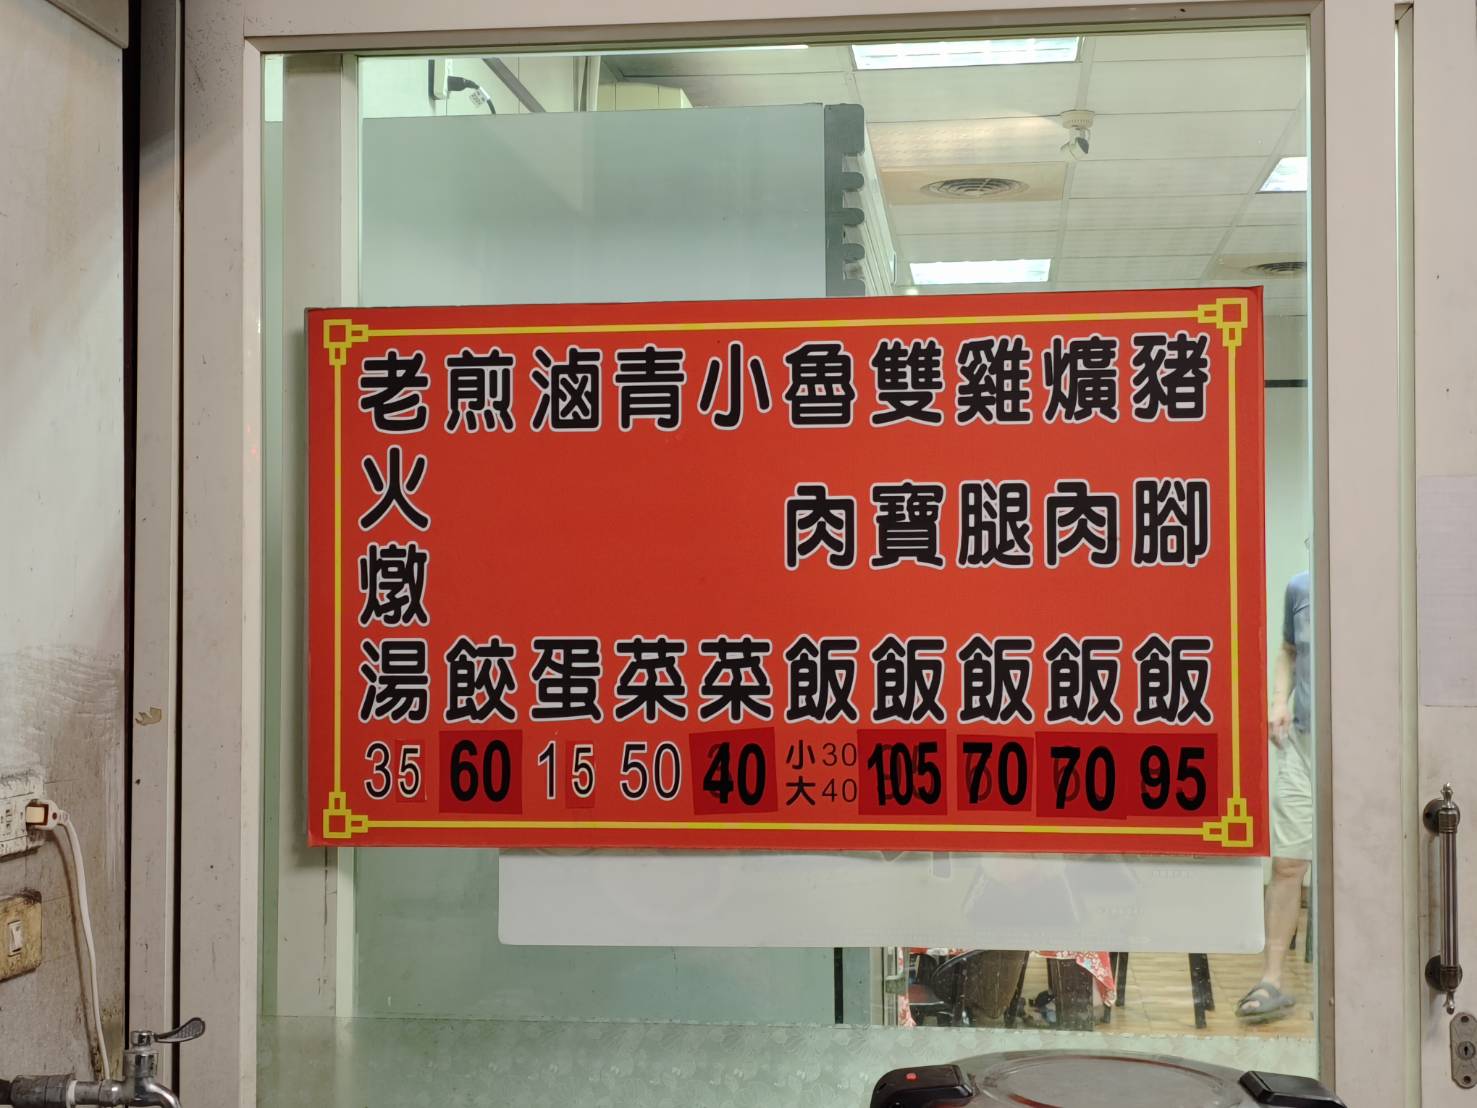 豬腳飯 95
爌肉飯 70
雞腿飯 70
雙寶飯 105
魯肉飯 小30 大40
小菜 40
青菜 50
滷蛋 15
煎餃 60
老火燉湯 35